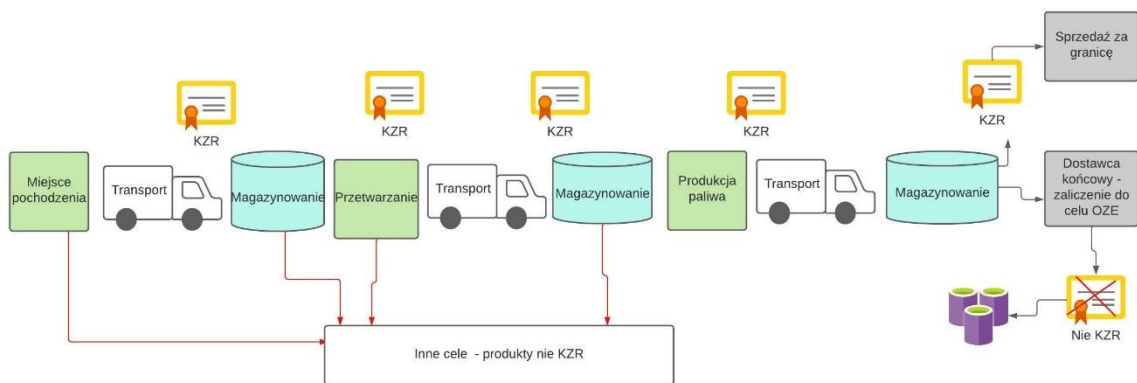 Sprzedaż za
granicę
KZR
KZR
KZR
KZR
KZR
Miejsce
pochodzenia
Transport
Magazynowanie
Przetwarzanie
Transport
Magazynowanie
Produkcja
paliwa
Transport
Magazynowanie
Dostawca
końcowy -
zaliczenie do
celu OZE
Nie KZR
Inne cele - produkty nie KZR